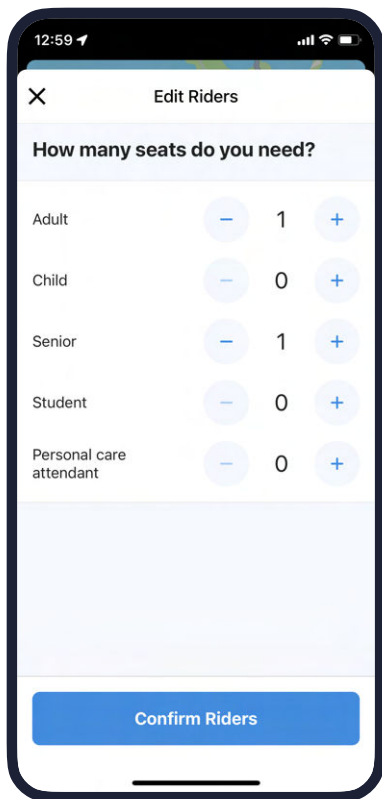 12:59
Edit Riders
How many seats do you need?
Adult − 1 +
Child − 0 +
Senior − 1 +
Student − 0 +
Personal care
attendant − 0 +
Confirm Riders